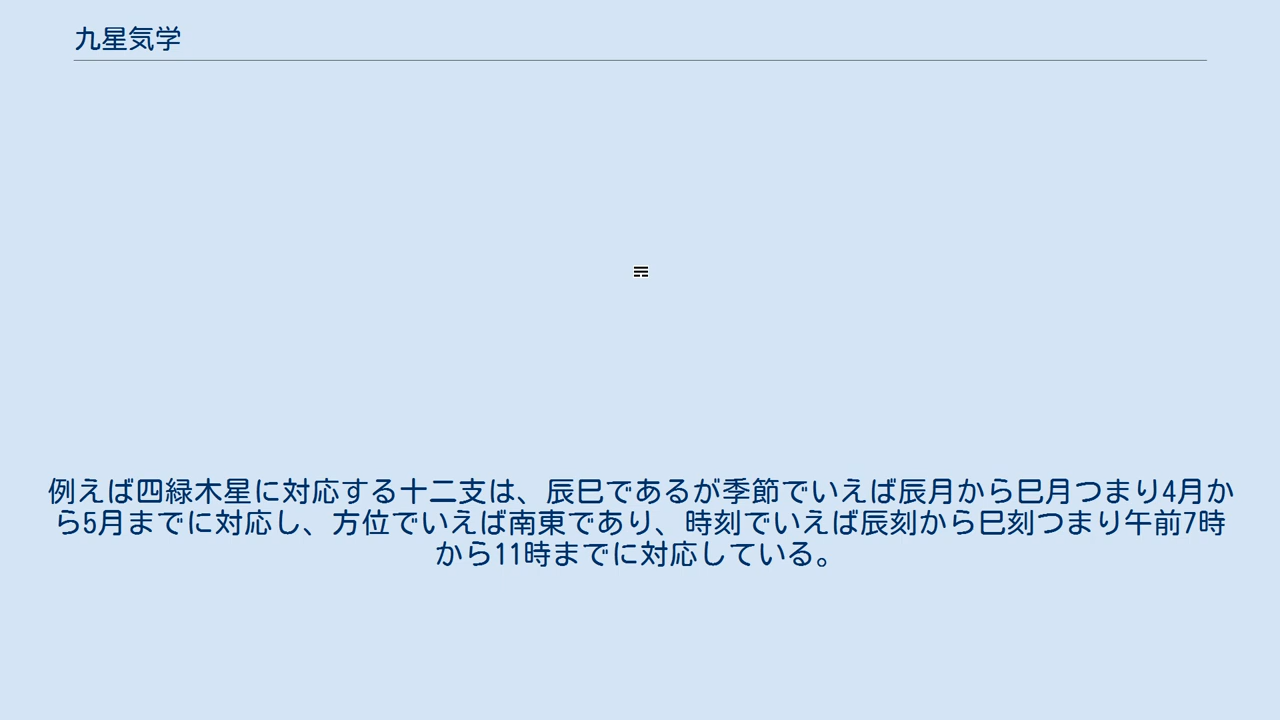 九星気学
例えば四緑木星に対応する十二支は、辰巳であるが季節でいえば辰月から巳月つまり4月か
ら5月までに対応し、方位でいえば南東であり、時刻でいえば辰刻から巳刻つまり午前7時
から11時までに対応している。